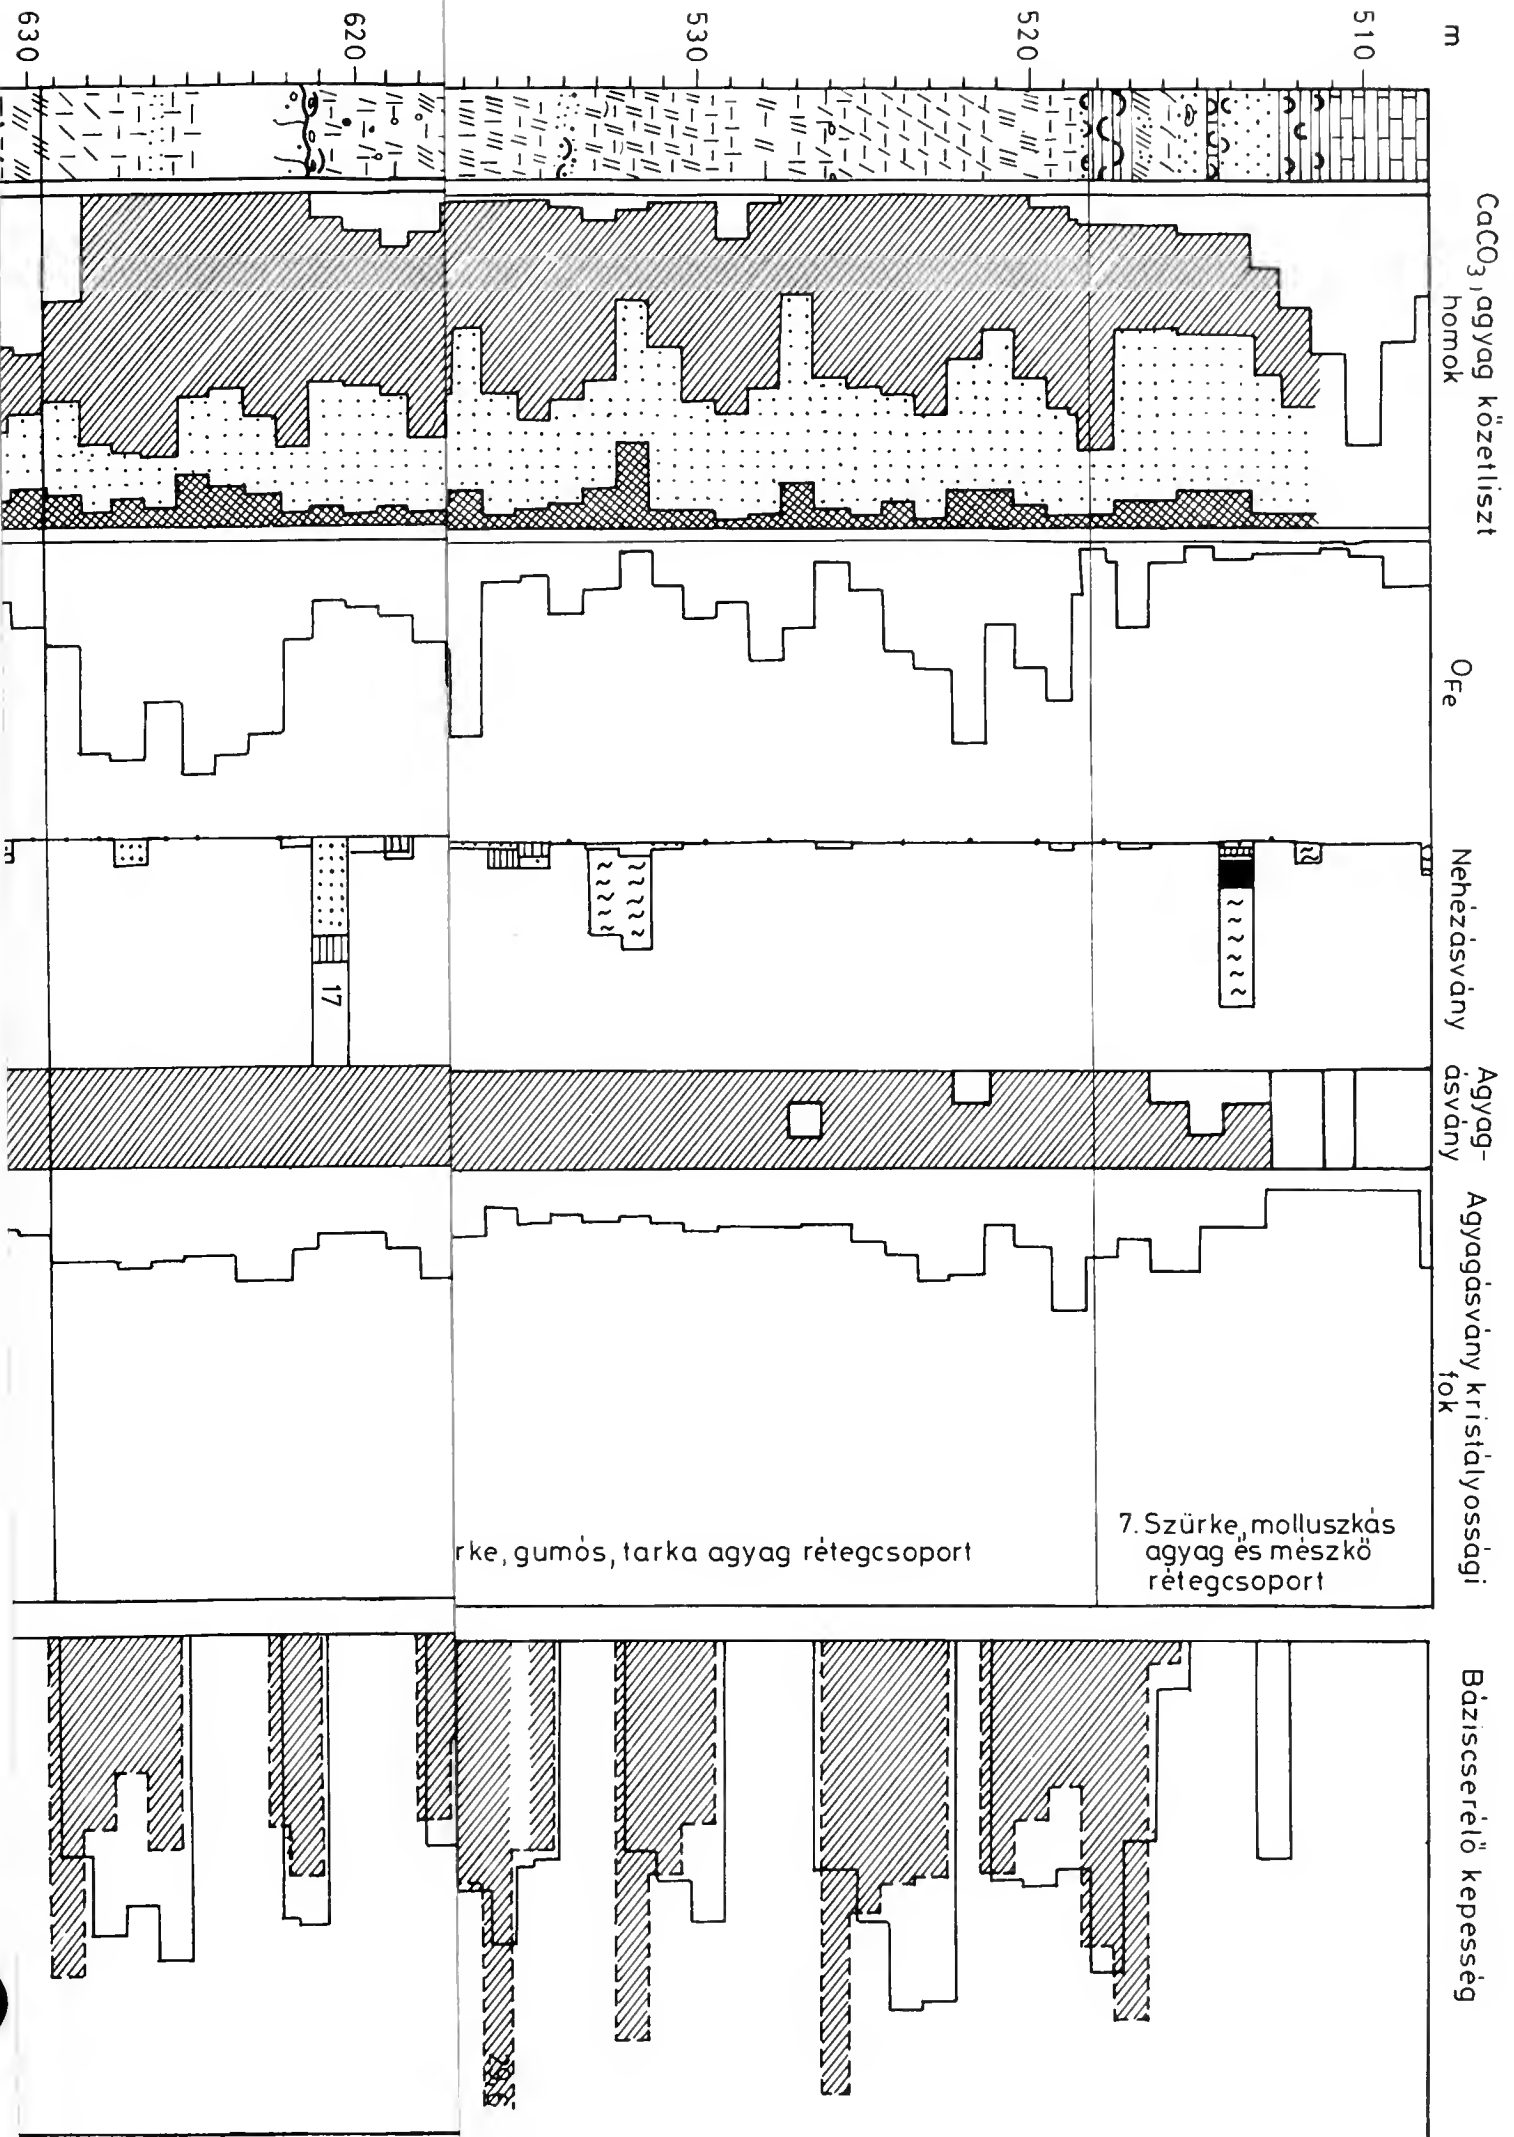 m
510
520
530
620
630
CaCO₃, agyag kőzetliszt
homok
O_Fe
Nehézásvány
17
Agyag-
ásvány
Agyagásvány kristályossági
fok
7. Szürke, molluszkás
agyag és mészkő
rétegcsoport
rke, gumós, tarka agyag rétegcsoport
Báziscserélő képesség